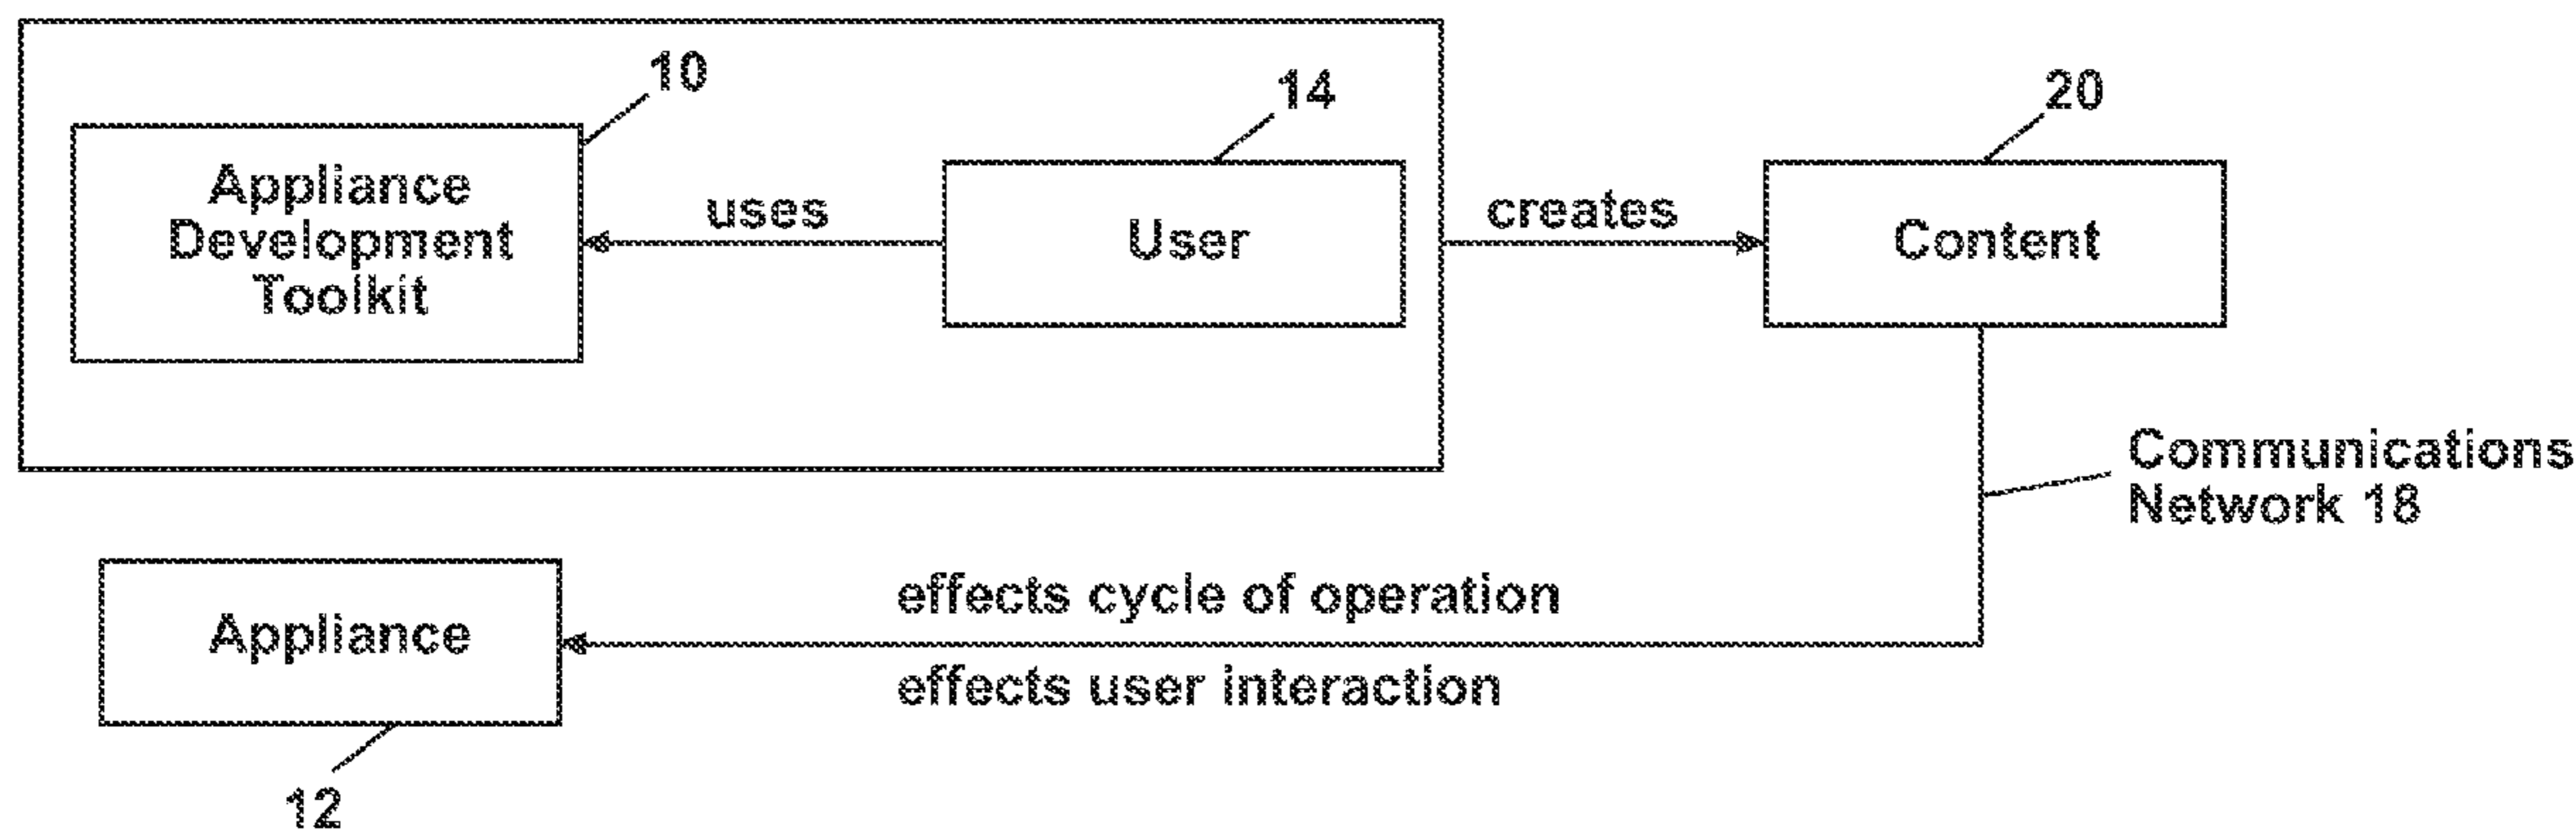 10
14
20
Appliance
Development
Toolkit
uses
User
creates
Content
Communications
Network 18
effects cycle of operation
Appliance
effects user interaction
12